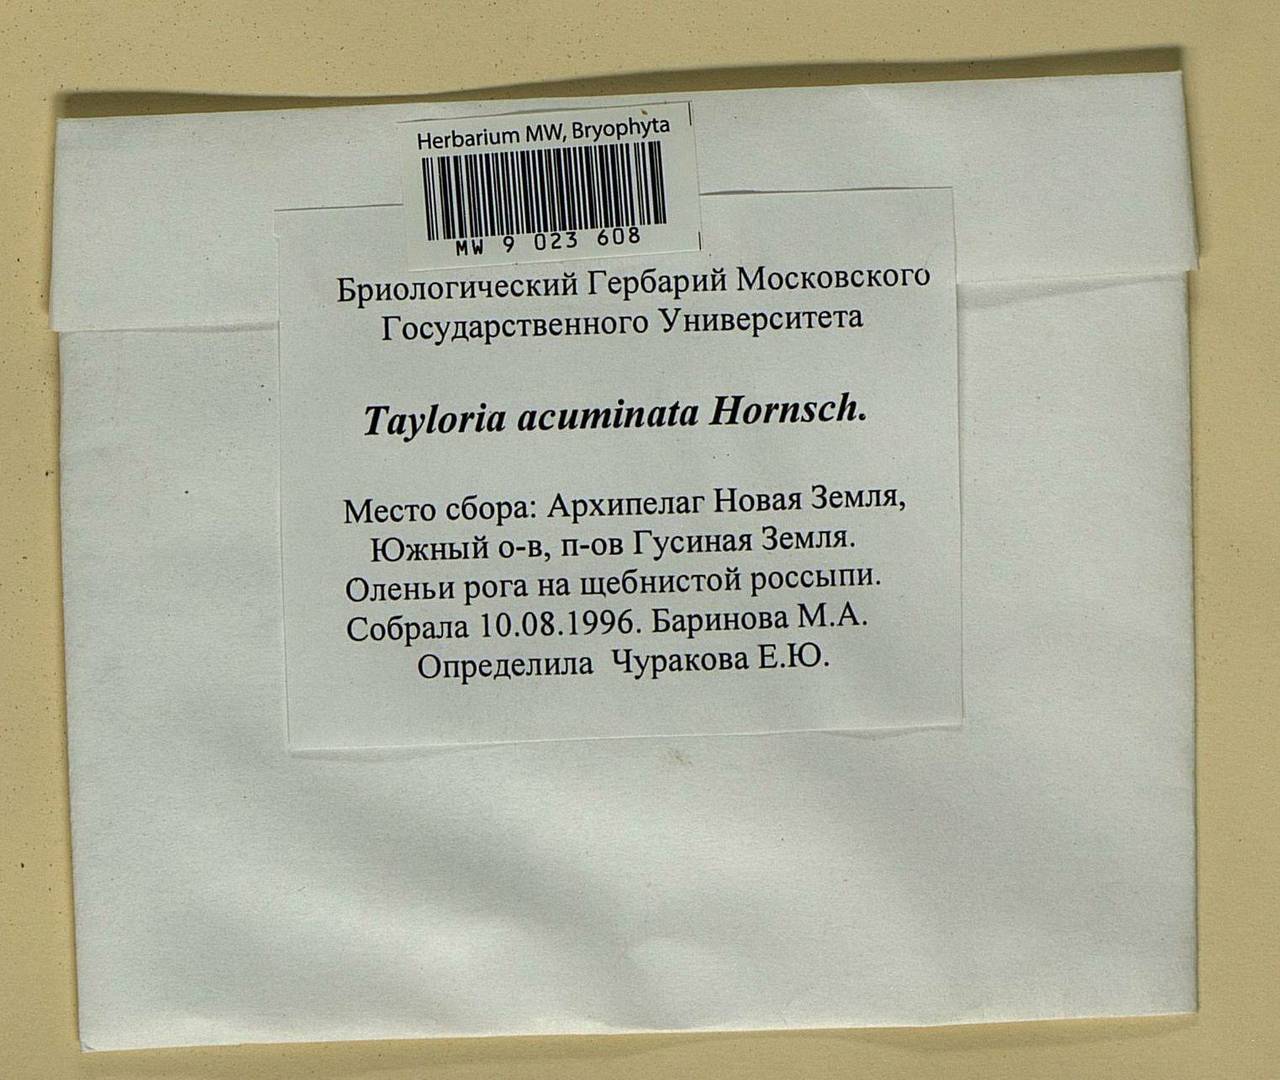 Herbarium MW, Bryophyta
MW 9 023 608
Бриологический Гербарий Московского
Государственного Университета
Tayloria acuminata Hornsch.
Место сбора: Архипелаг Новая Земля,
Южный о-в, п-ов Гусиная Земля.
Оленьи рога на щебнистой россыпи.
Собрала 10.08.1996. Баринова М.А.
Определила Чуракова Е.Ю.